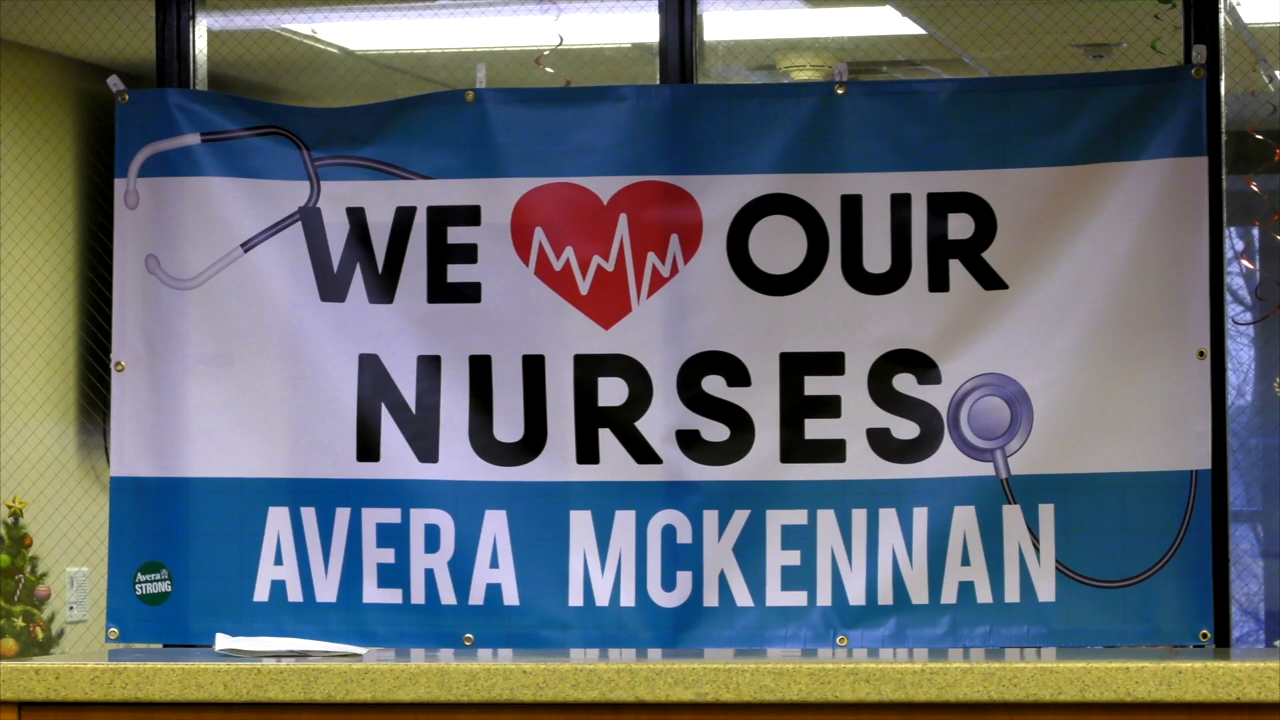 WE OUR
NURSES
AVERA MCKENNAN
Avera
STRONG